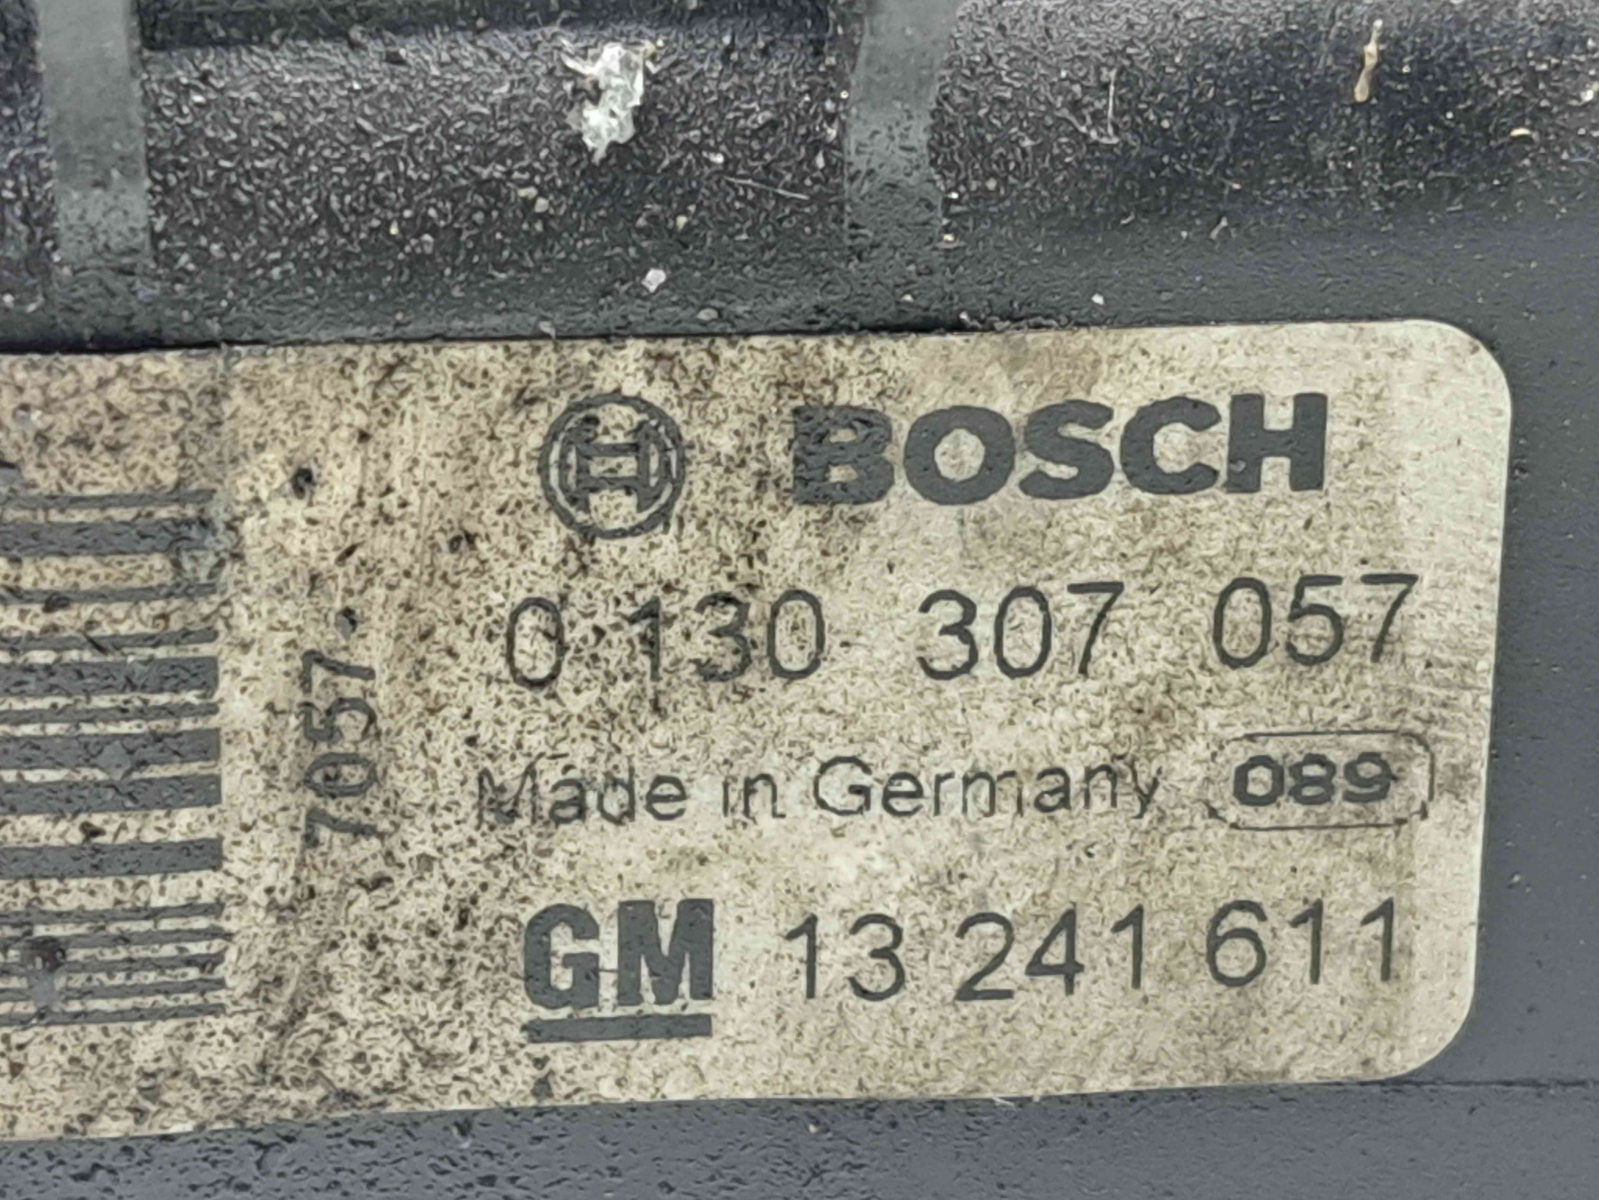 BOSCH
0 130 307 057
Made in Germany 089
GM 13 241 611
7057